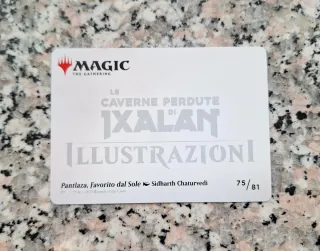 MAGIC
THE GATHERING
LE
CAVERNE PERDUTE
DI
IXALAN
ILLUSTRAZIONI
Pantlaza, Favorito dal Sole Sidharth Chaturvedi
75/81